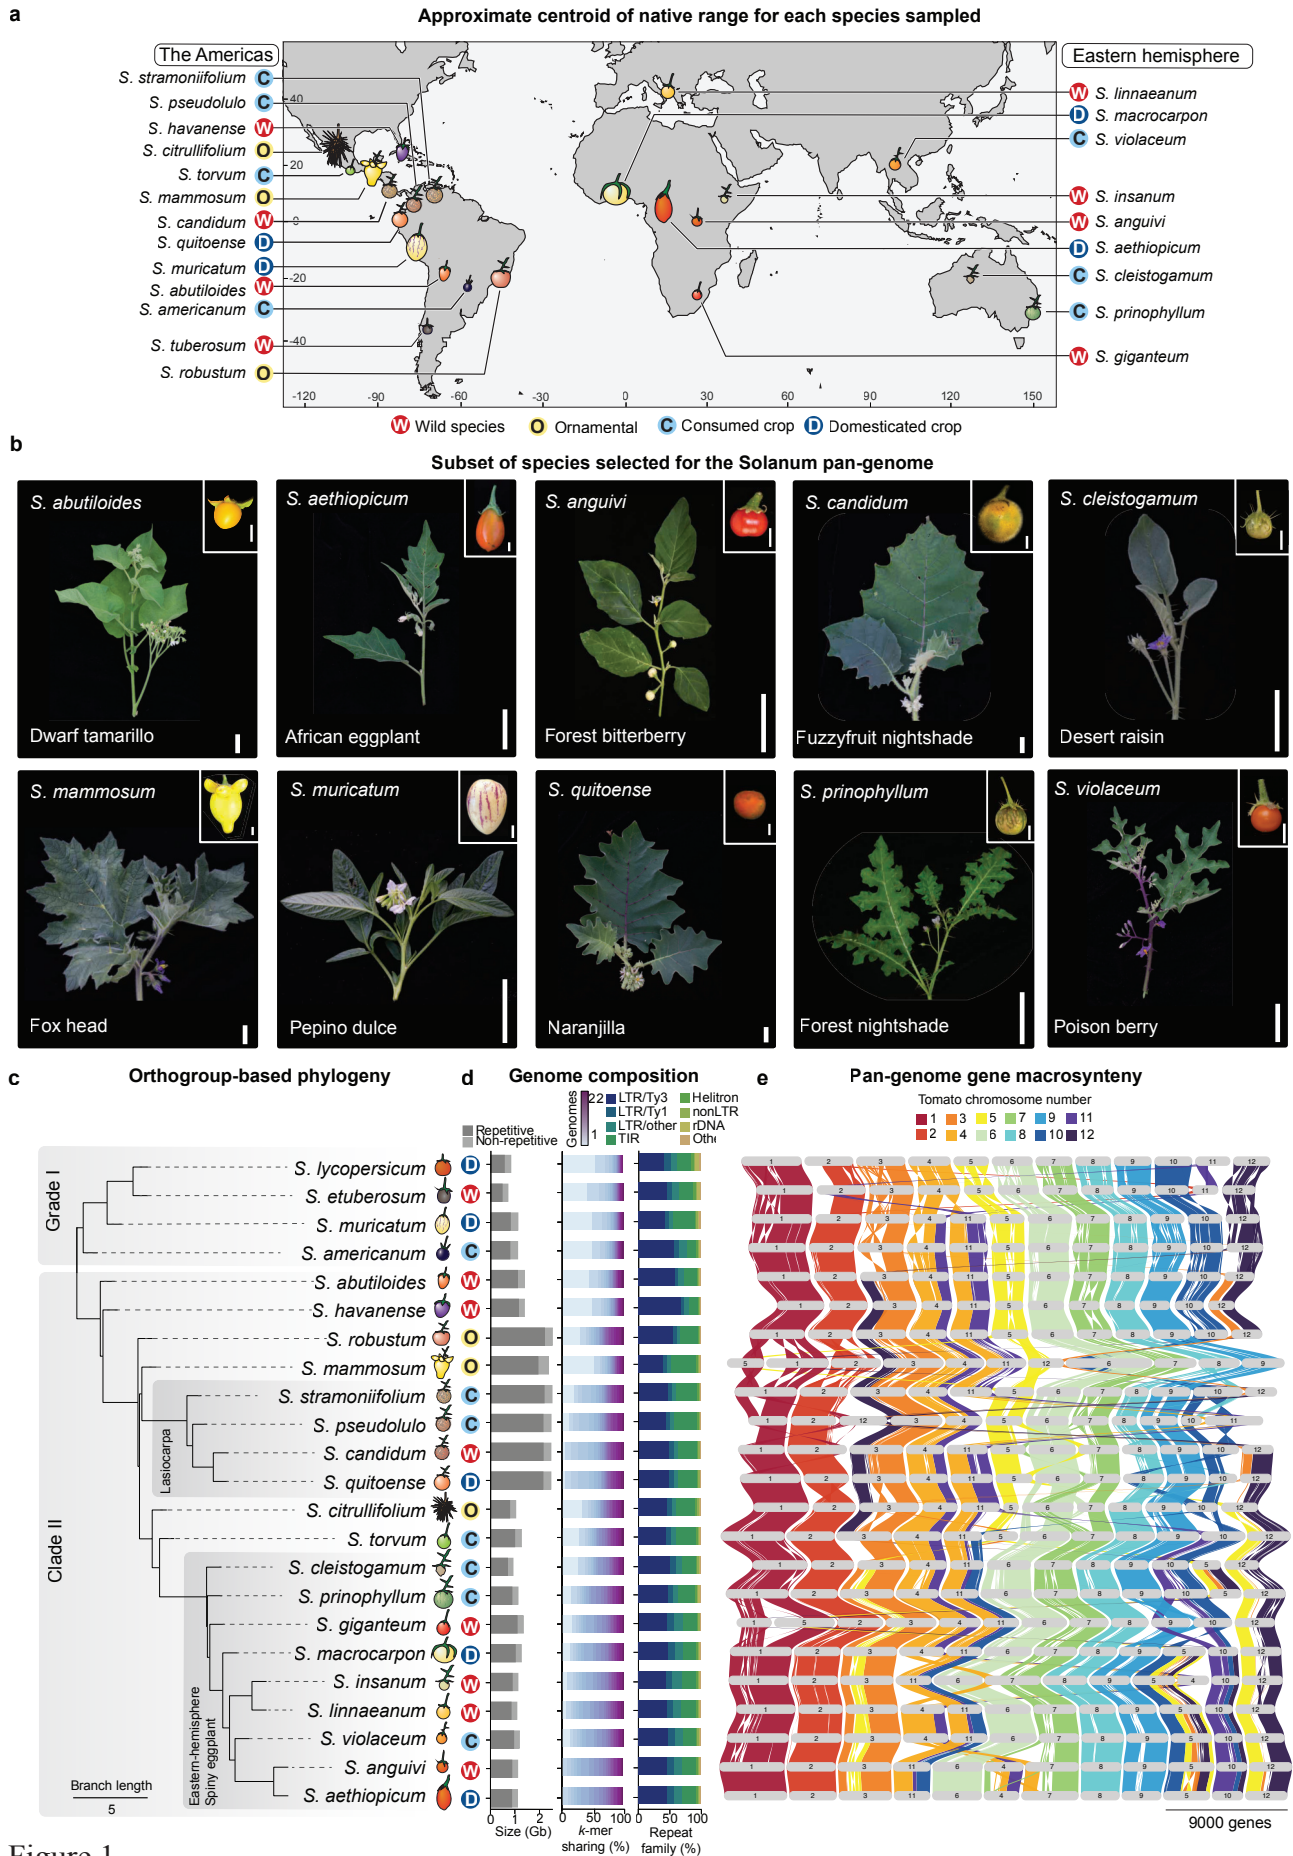 a
Approximate centroid of native range for each species sampled
The Americas
S. stramoniifolium C
S. pseudolulo C
S. havanense W
S. citrullifolium O
S. torvum C
S. mammosum O
S. candidum W
S. quitoense D
S. muricatum D
S. abutiloides W
S. americanum C
S. tuberosum W
S. robustum O
40
20
0
-20
-40
Eastern hemisphere
W S. linnaeanum
D S. macrocarpon
C S. violaceum
W S. insanum
W S. anguivi
D S. aethiopicum
C S. cleistogamum
C S. prinophyllum
W S. giganteum
-120 -90 -60 -30 0 30 60 90 120 150
W Wild species O Ornamental C Consumed crop D Domesticated crop
b
Subset of species selected for the Solanum pan-genome
S. abutiloides
Dwarf tamarillo
S. aethiopicum
African eggplant
S. anguivi
Forest bitterberry
S. candidum
Fuzzyfruit nightshade
S. cleistogamum
Desert raisin
S. mammosum
Fox head
S. muricatum
Pepino dulce
S. quitoense
Naranjilla
S. prinophyllum
Forest nightshade
S. violaceum
Poison berry
c
Orthogroup-based phylogeny
Grade I
Clade II
Lasiocarpa
Eastern-hemisphere
Spiny eggplant
S. lycopersicum D
S. etuberosum W
S. muricatum D
S. americanum C
S. abutiloides W
S. havanense W
S. robustum O
S. mammosum O
S. stramoniifolium C
S. pseudolulo C
S. candidum W
S. quitoense D
S. citrullifolium O
S. torvum C
S. cleistogamum C
S. prinophyllum C
S. giganteum W
S. macrocarpon D
S. insanum W
S. linnaeanum W
S. violaceum C
S. anguivi W
S. aethiopicum D
Branch length
5
d
Genome composition
Repetitive
Non-repetitive
Genomes
22
1
LTR/Ty3
LTR/Ty1
LTR/other
TIR
Helitron
nonLTR
rDNA
Othe
0 1 2
Size (Gb)
0 50 100
k-mer
sharing (%)
0 50 100
Repeat
family (%)
e
Pan-genome gene macrosynteny
Tomato chromosome number
1 3 5 7 9 11
2 4 6 8 10 12
9000 genes
Figure 1